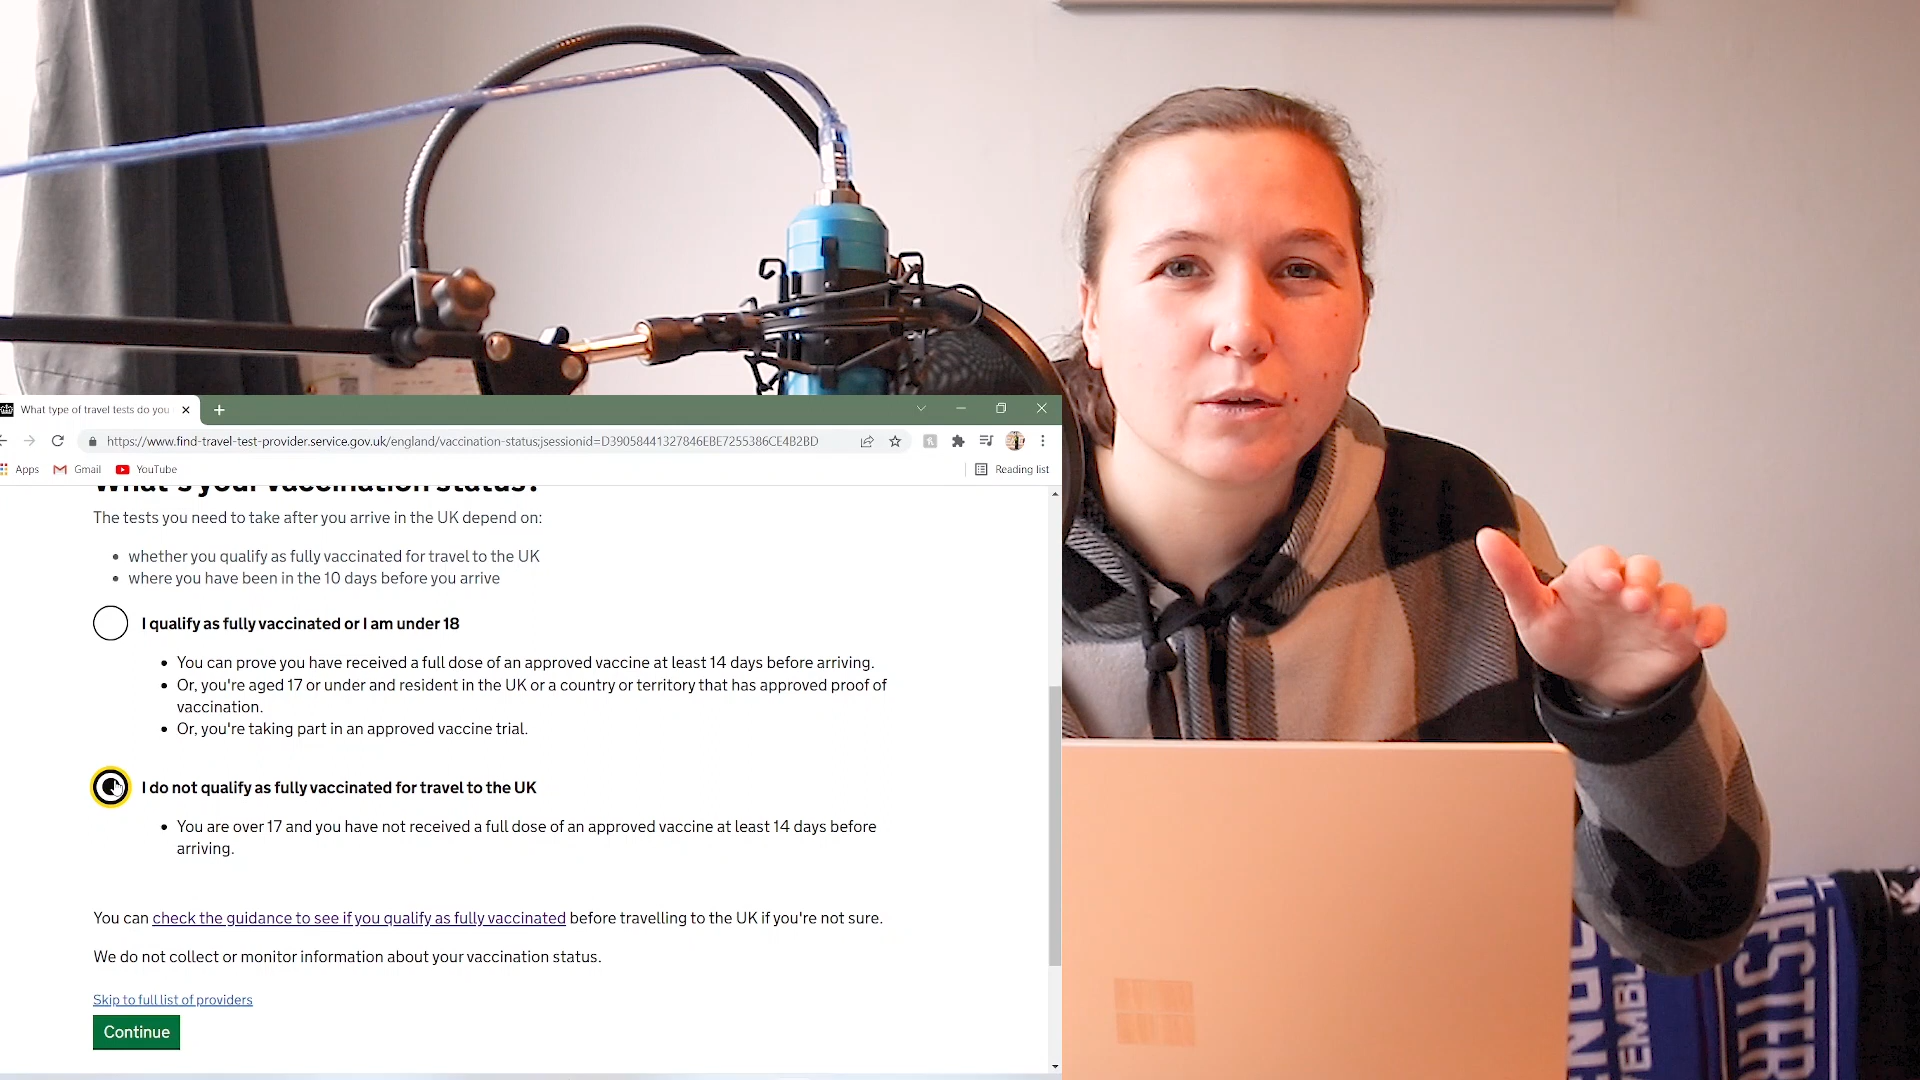 What type of travel tests do you
https://www.find-travel-test-provider.service.gov.uk/england/vaccination-status;jsessionid=D39058441327846EBE7255386CE4B2BD
Apps Gmail YouTube Reading list
What's your vaccination status?
The tests you need to take after you arrive in the UK depend on:
• whether you qualify as fully vaccinated for travel to the UK
• where you have been in the 10 days before you arrive
I qualify as fully vaccinated or I am under 18
• You can prove you have received a full dose of an approved vaccine at least 14 days before arriving.
• Or, you're aged 17 or under and resident in the UK or a country or territory that has approved proof of
vaccination.
• Or, you're taking part in an approved vaccine trial.
I do not qualify as fully vaccinated for travel to the UK
• You are over 17 and you have not received a full dose of an approved vaccine at least 14 days before
arriving.
You can check the guidance to see if you qualify as fully vaccinated before travelling to the UK if you're not sure.
We do not collect or monitor information about your vaccination status.
Skip to full list of providers
Continue